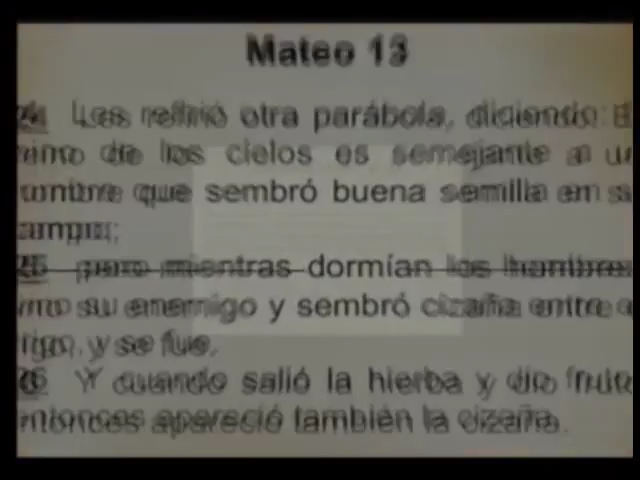 Mateo 13
24 Les refirió otra parábola, diciendo: El
reino de los cielos es semejante a un
hombre que sembró buena semilla en su
campo;
25 pero mientras dormían los hombres
vino su enemigo y sembró cizaña entre el
trigo, y se fue.
26 Y cuando salió la hierba y dio fruto
entonces apareció también la cizaña.